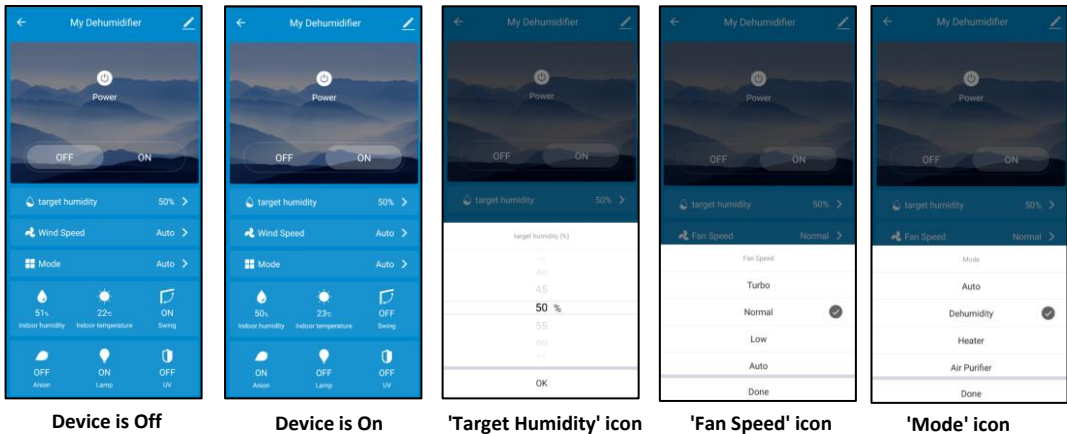 My Dehumidifier
Power
OFF ON
target humidity 50%
Wind Speed Auto
Mode Auto
51% 22℃ ON
Indoor humidity Indoor temperature Swing
OFF ON OFF
Anion Lamp UV
Device is Off
My Dehumidifier
Power
OFF ON
target humidity 50%
Wind Speed Auto
Mode Auto
50% 23℃ OFF
Indoor humidity Indoor temperature Swing
ON OFF OFF
Anion Lamp UV
Device is On
My Dehumidifier
Power
OFF ON
target humidity 50%
target humidity (%)
40
45
50 %
55
60
OK
'Target Humidity' icon
My Dehumidifier
Power
OFF ON
target humidity 50%
Fan Speed Normal
Fan Speed
Turbo
Normal
Low
Auto
Done
'Fan Speed' icon
My Dehumidifier
Power
OFF ON
target humidity 50%
Fan Speed Normal
Mode
Auto
Dehumidity
Heater
Air Purifier
Done
'Mode' icon